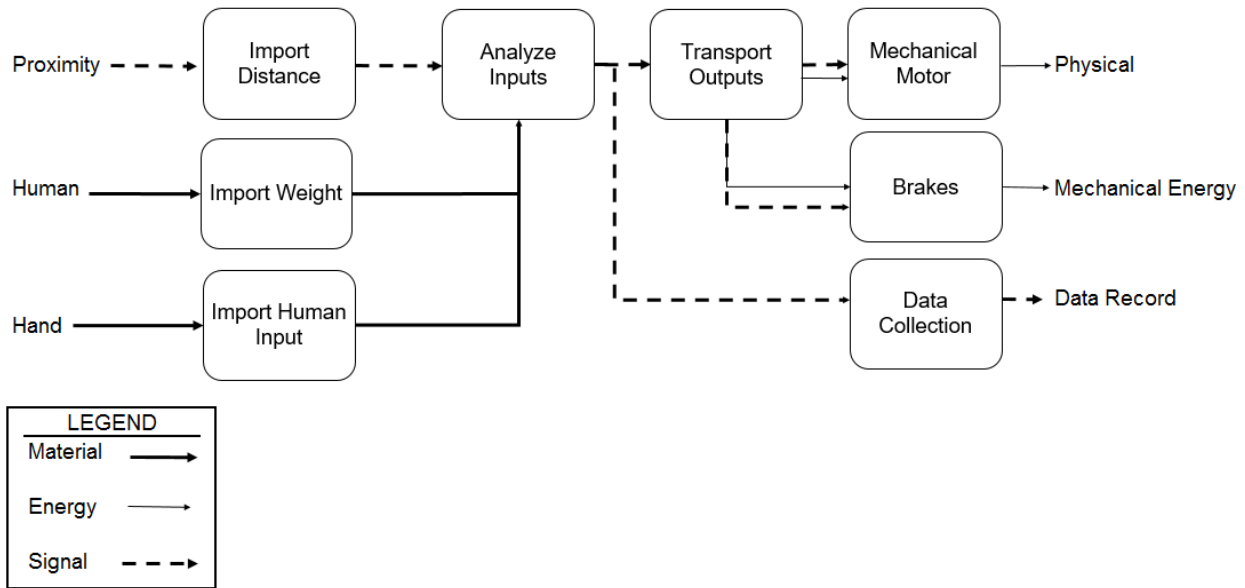 Proximity
Import
Distance
Analyze
Inputs
Transport
Outputs
Mechanical
Motor
Physical
Human
Import Weight
Brakes
Mechanical Energy
Hand
Import Human
Input
Data
Collection
Data Record
LEGEND
Material
Energy
Signal